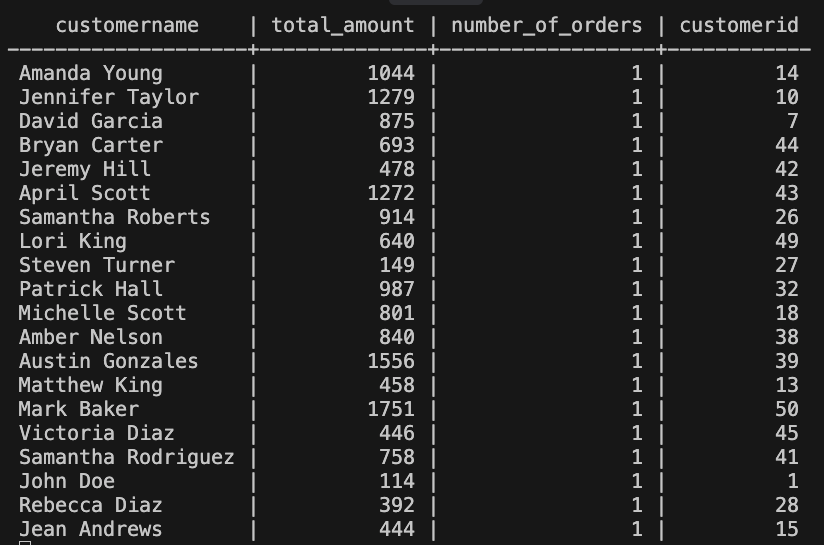 customername | total_amount | number_of_orders | customerid
--------------------+--------------+------------------+------------
Amanda Young | 1044 | 1 | 14
Jennifer Taylor | 1279 | 1 | 10
David Garcia | 875 | 1 | 7
Bryan Carter | 693 | 1 | 44
Jeremy Hill | 478 | 1 | 42
April Scott | 1272 | 1 | 43
Samantha Roberts | 914 | 1 | 26
Lori King | 640 | 1 | 49
Steven Turner | 149 | 1 | 27
Patrick Hall | 987 | 1 | 32
Michelle Scott | 801 | 1 | 18
Amber Nelson | 840 | 1 | 38
Austin Gonzales | 1556 | 1 | 39
Matthew King | 458 | 1 | 13
Mark Baker | 1751 | 1 | 50
Victoria Diaz | 446 | 1 | 45
Samantha Rodriguez | 758 | 1 | 41
John Doe | 114 | 1 | 1
Rebecca Diaz | 392 | 1 | 28
Jean Andrews | 444 | 1 | 15